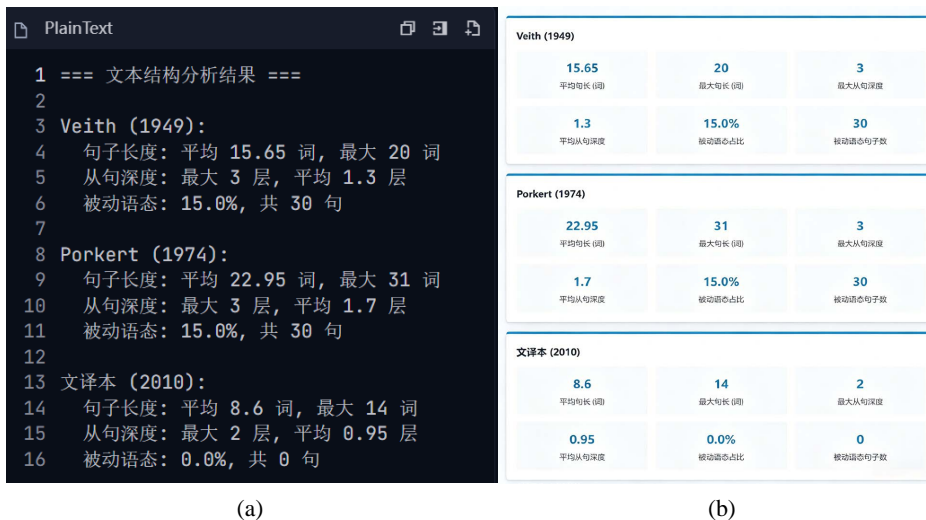 PlainText
1 === 文本结构分析结果 ===
2
3 Veith (1949):
4 句子长度: 平均 15.65 词, 最大 20 词
5 从句深度: 最大 3 层, 平均 1.3 层
6 被动语态: 15.0%, 共 30 句
7
8 Porkert (1974):
9 句子长度: 平均 22.95 词, 最大 31 词
10 从句深度: 最大 3 层, 平均 1.7 层
11 被动语态: 15.0%, 共 30 句
12
13 文译本 (2010):
14 句子长度: 平均 8.6 词, 最大 14 词
15 从句深度: 最大 2 层, 平均 0.95 层
16 被动语态: 0.0%, 共 0 句
(a)
Veith (1949)
15.65 20 3
平均句长 (词) 最大句长 (词) 最大从句深度
1.3 15.0% 30
平均从句深度 被动语态占比 被动语态句子数
Porkert (1974)
22.95 31 3
平均句长 (词) 最大句长 (词) 最大从句深度
1.7 15.0% 30
平均从句深度 被动语态占比 被动语态句子数
文译本 (2010)
8.6 14 2
平均句长 (词) 最大句长 (词) 最大从句深度
0.95 0.0% 0
平均从句深度 被动语态占比 被动语态句子数
(b)